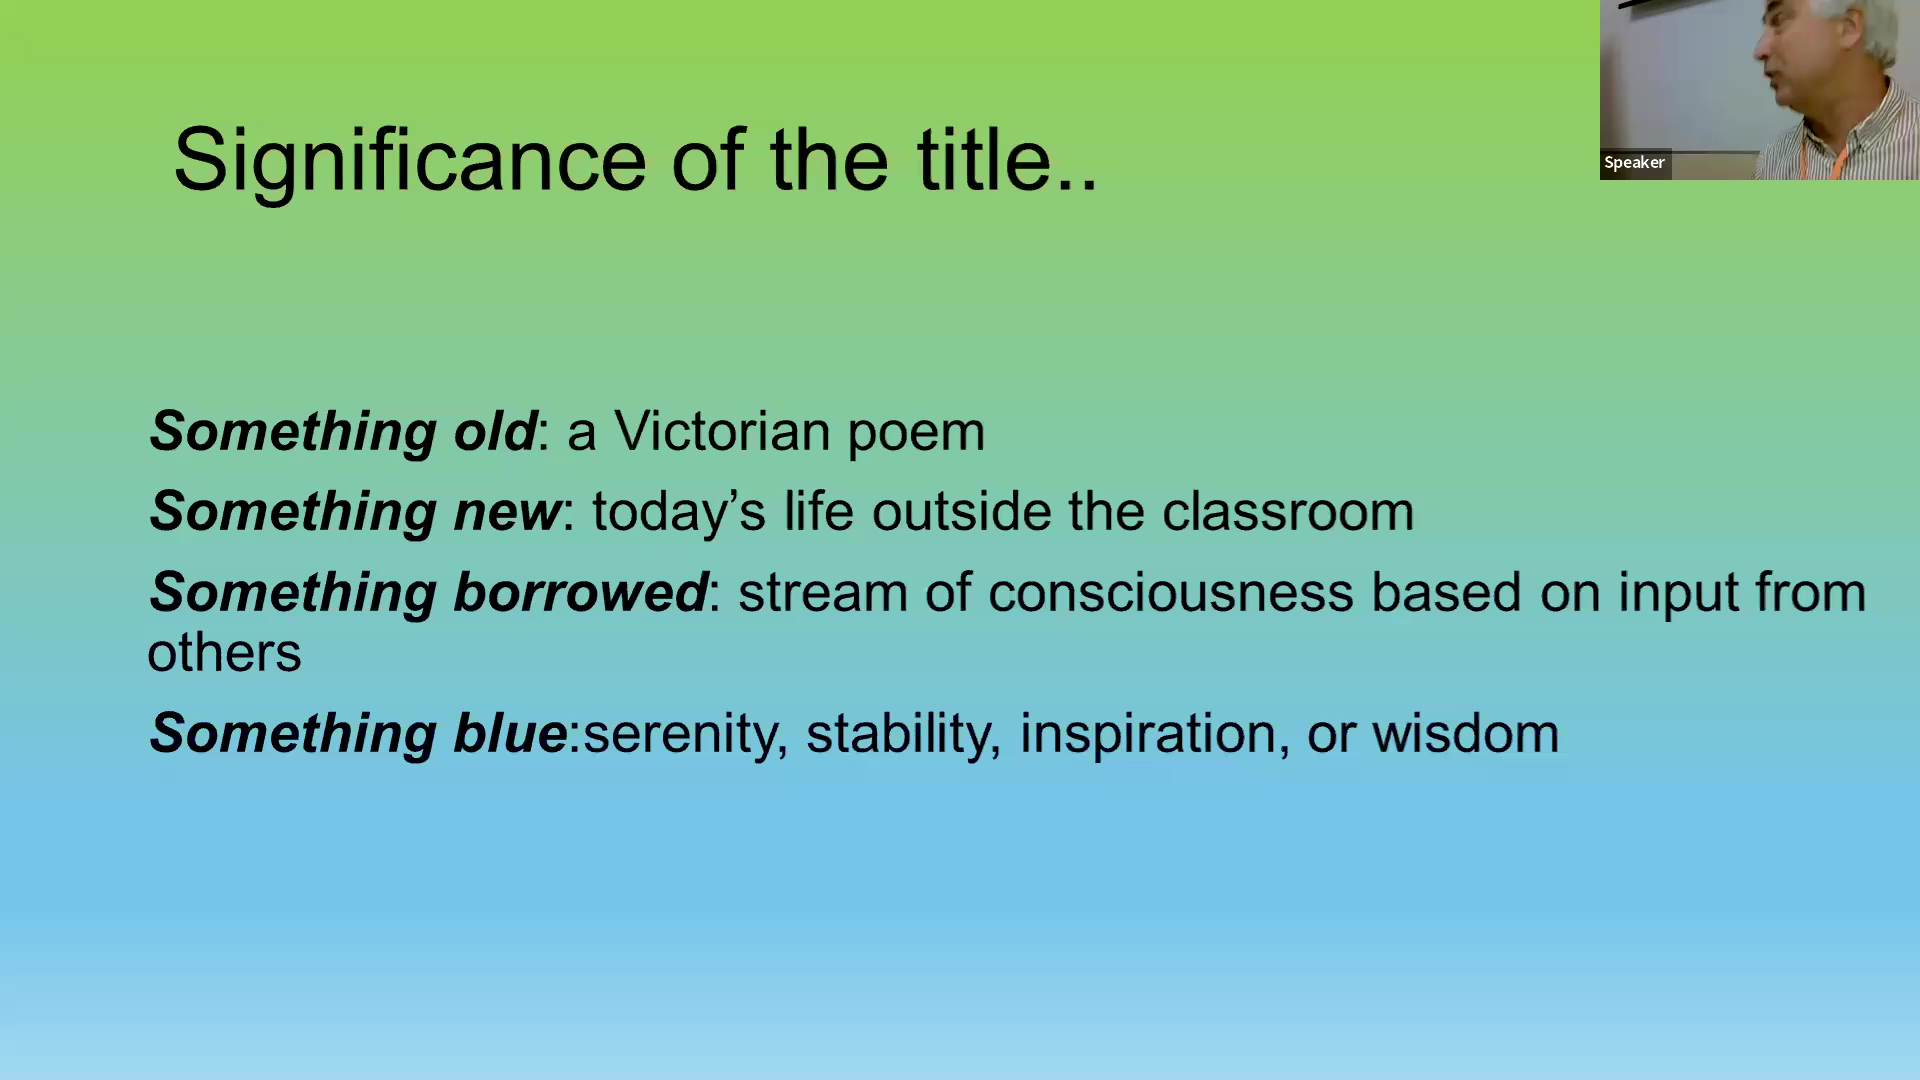 Significance of the title..
Speaker
Something old: a Victorian poem
Something new: today’s life outside the classroom
Something borrowed: stream of consciousness based on input from
others
Something blue:serenity, stability, inspiration, or wisdom